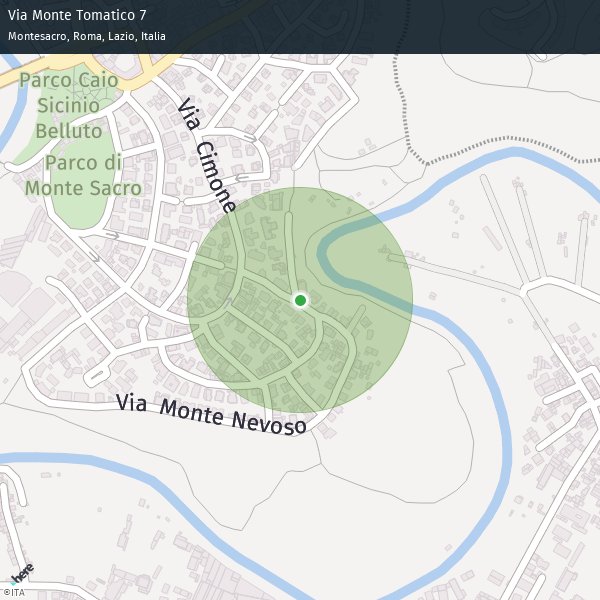 Via Monte Tomatico 7
Montesacro, Roma, Lazio, Italia
Parco Caio
Sicinio
Belluto
Via Cimone
Parco di
Monte Sacro
Via Monte Nevoso
here
©ITA